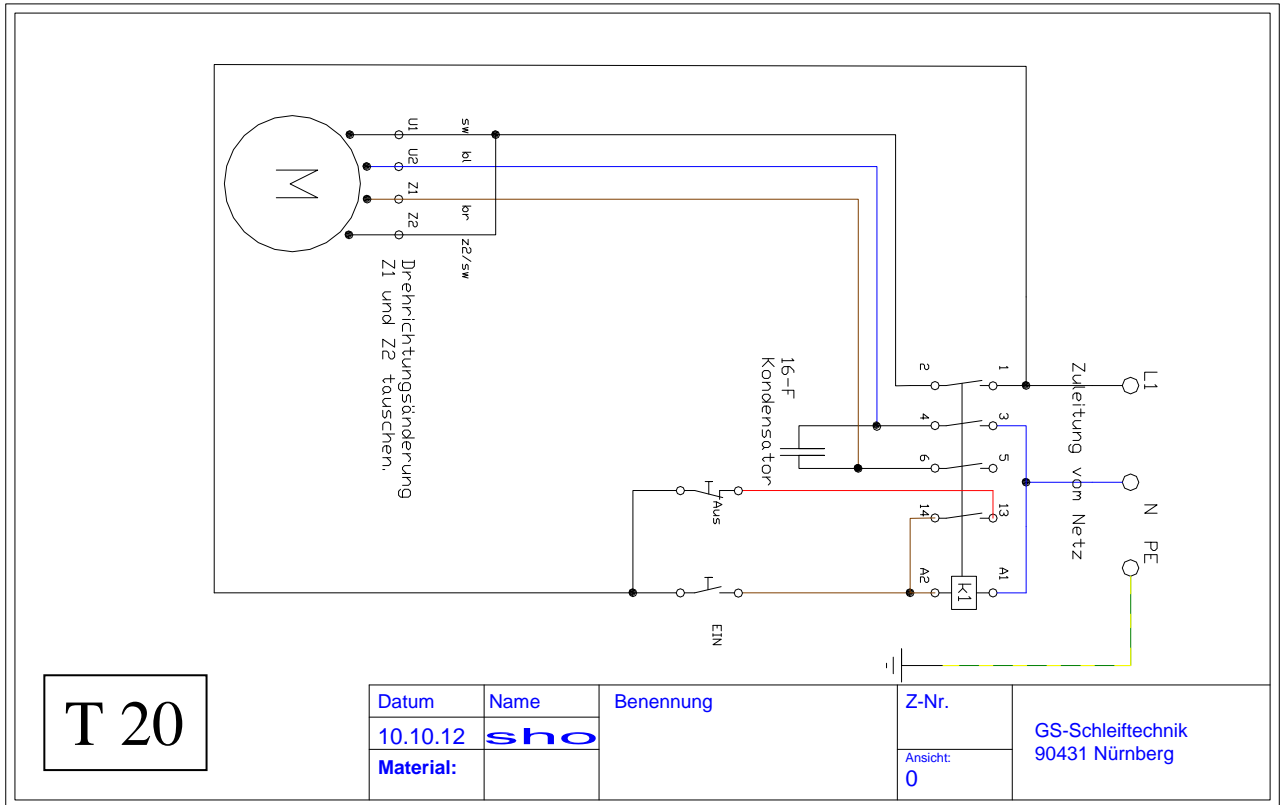 L1
N
PE
Zuleitung vom Netz
1
3
5
13
A1
2
4
6
14
A2
K1
16-F
Kondensator
Aus
EIN
U1
U2
Z1
Z2
sw
bl
br
z2/sw
M
Drehrichtungsänderung
Z1 und Z2 tauschen.
T 20
Datum
Name
Benennung
Z-Nr.
10.10.12
sho
Material:
Ansicht:
0
GS-Schleiftechnik
90431 Nürnberg